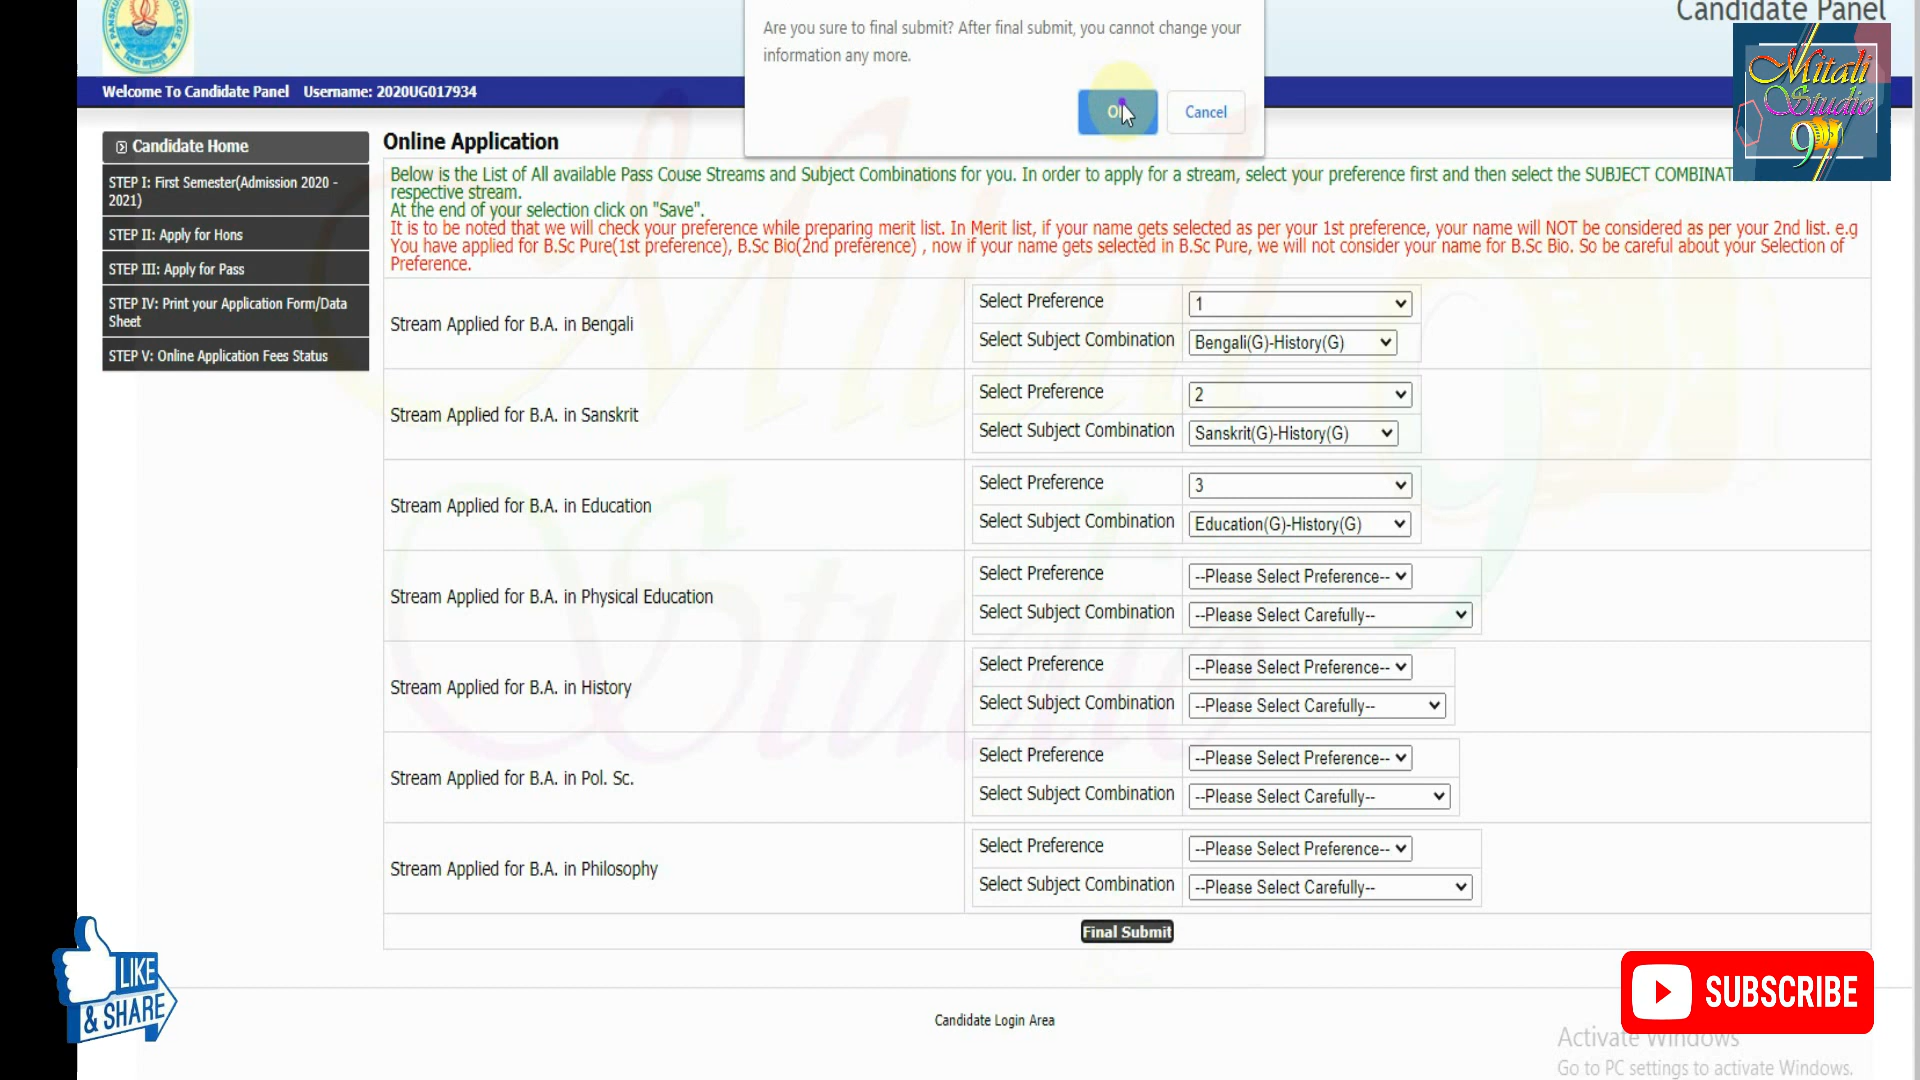 Candidate Panel
Are you sure to final submit? After final submit, you cannot change your
information any more.
Cancel
Mitali
Studio
91
Welcome To Candidate Panel Username: 2020UG017934
Candidate Home
STEP I: First Semester(Admission 2020 -
2021)
STEP II: Apply for Hons
STEP III: Apply for Pass
STEP IV: Print your Application Form/Data
Sheet
STEP V: Online Application Fees Status
Online Application
Below is the List of All available Pass Couse Streams and Subject Combinations for you. In order to apply for a stream, select your preference first and then select the SUBJECT
respective stream.
At the end of your selection click on "Save".
It is to be noted that we will check your preference while preparing merit list. In Merit list, if your name gets selected as per your 1st preference, your name will NOT be considered as per your 2nd list. e.g
You have applied for B.Sc Pure(1st preference), B.Sc Bio(2nd preference) , now if your name gets selected in B.Sc Pure, we will not consider your name for B.Sc Bio. So be careful about your Selection of
Preference.
Stream Applied for B.A. in Bengali
Select Preference 1
Select Subject Combination Bengali(G)-History(G)
Stream Applied for B.A. in Sanskrit
Select Preference 2
Select Subject Combination Sanskrit(G)-History(G)
Stream Applied for B.A. in Education
Select Preference 3
Select Subject Combination Education(G)-History(G)
Stream Applied for B.A. in Physical Education
Select Preference --Please Select Preference--
Select Subject Combination --Please Select Carefully--
Stream Applied for B.A. in History
Select Preference --Please Select Preference--
Select Subject Combination --Please Select Carefully--
Stream Applied for B.A. in Pol. Sc.
Select Preference --Please Select Preference--
Select Subject Combination --Please Select Carefully--
Stream Applied for B.A. in Philosophy
Select Preference --Please Select Preference--
Select Subject Combination --Please Select Carefully--
Final Submit
LIKE
& SHARE
SUBSCRIBE
Candidate Login Area
Activate Windows
Go to PC settings to activate Windows.